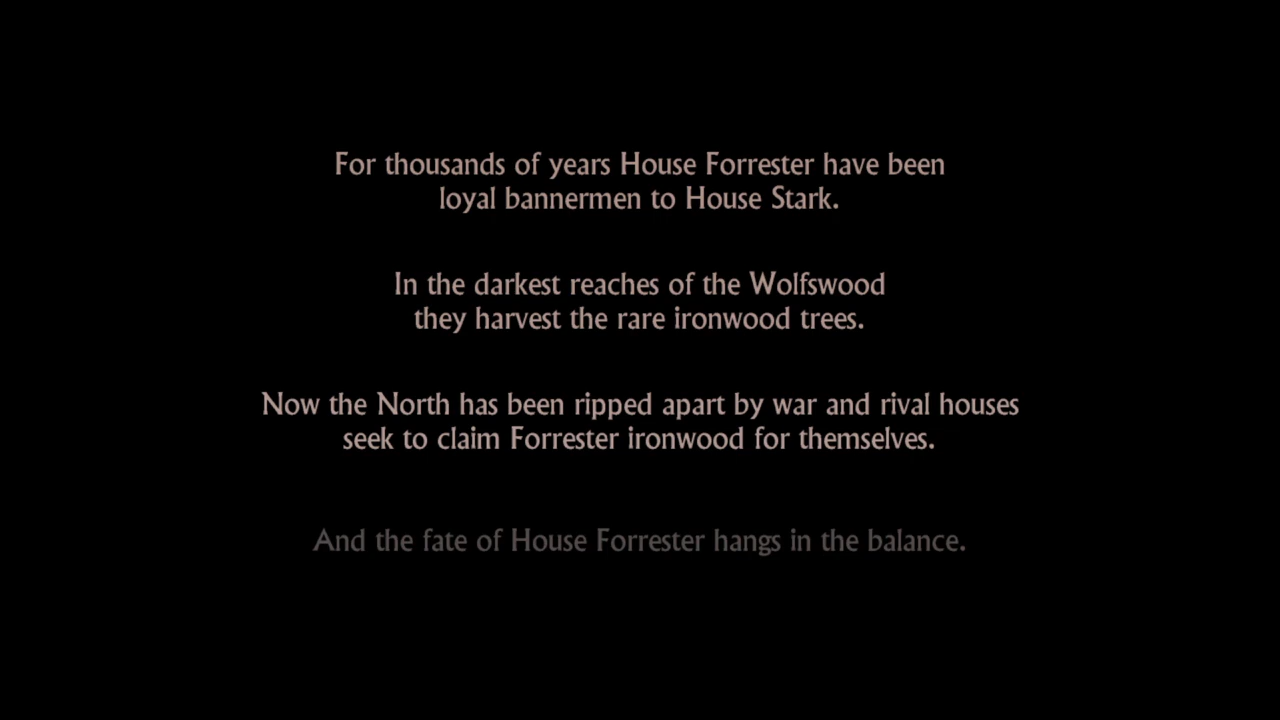 For thousands of years House Forrester have been
loyal bannermen to House Stark.
In the darkest reaches of the Wolfswood
they harvest the rare ironwood trees.
Now the North has been ripped apart by war and rival houses
seek to claim Forrester ironwood for themselves.
And the fate of House Forrester hangs in the balance.